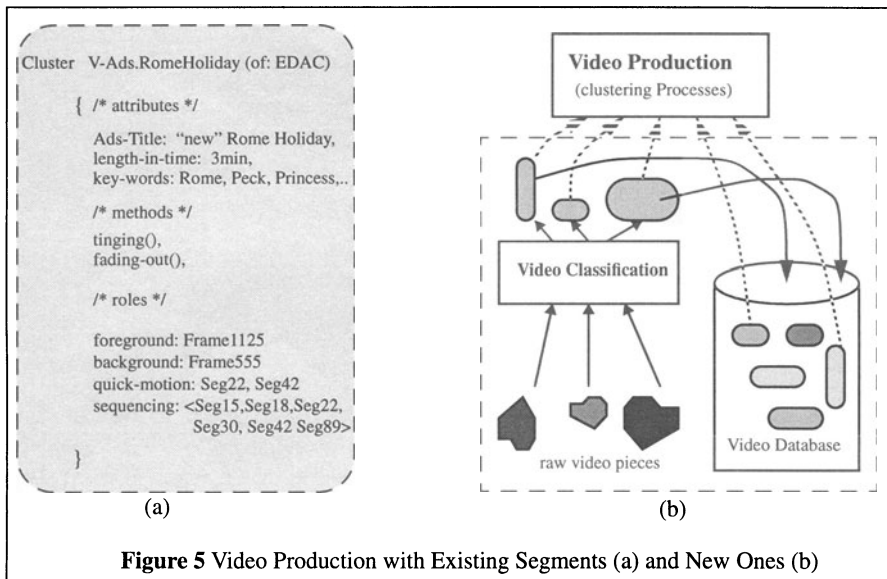 Cluster V-Ads.RomeHoliday (of: EDAC)
{ /* attributes */
Ads-Title: “new” Rome Holiday,
length-in-time: 3min,
key-words: Rome, Peck, Princess,..
/* methods */
tinging(),
fading-out(),
/* roles */
foreground: Frame1125
background: Frame555
quick-motion: Seg22, Seg42
sequencing: <Seg15,Seg18,Seg22,
Seg30, Seg42 Seg89>
}
(a)
Video Production
(clustering Processes)
Video Classification
raw video pieces
Video Database
(b)
Figure 5 Video Production with Existing Segments (a) and New Ones (b)